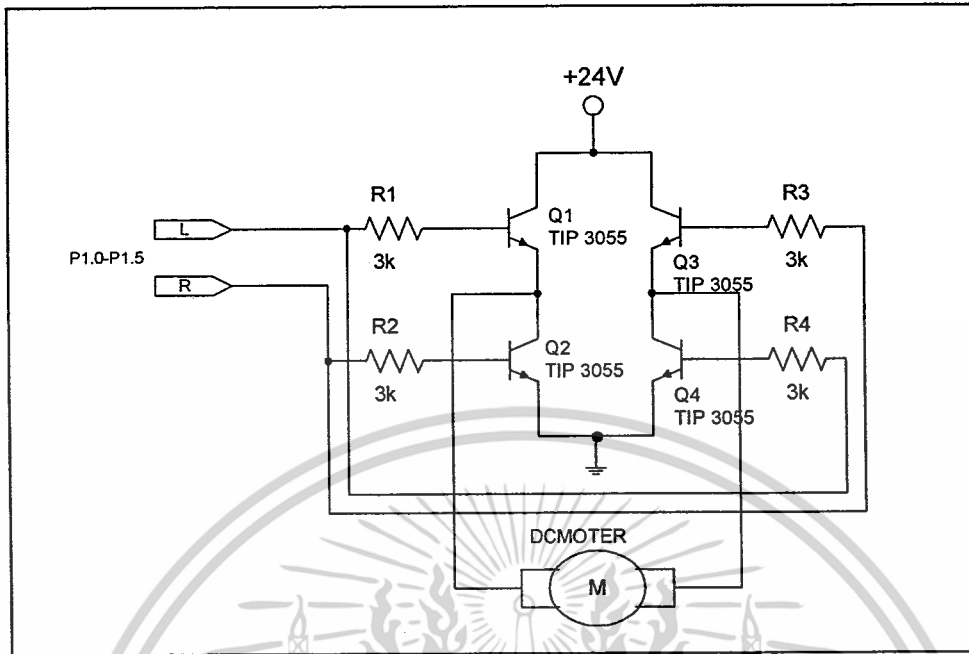 +24V
R1
R3
L
Q1
TIP 3055
3k
Q3
TIP 3055
3k
P1.0-P1.5
R
R2
R4
Q2
TIP 3055
3k
Q4
TIP 3055
3k
DCMOTER
M